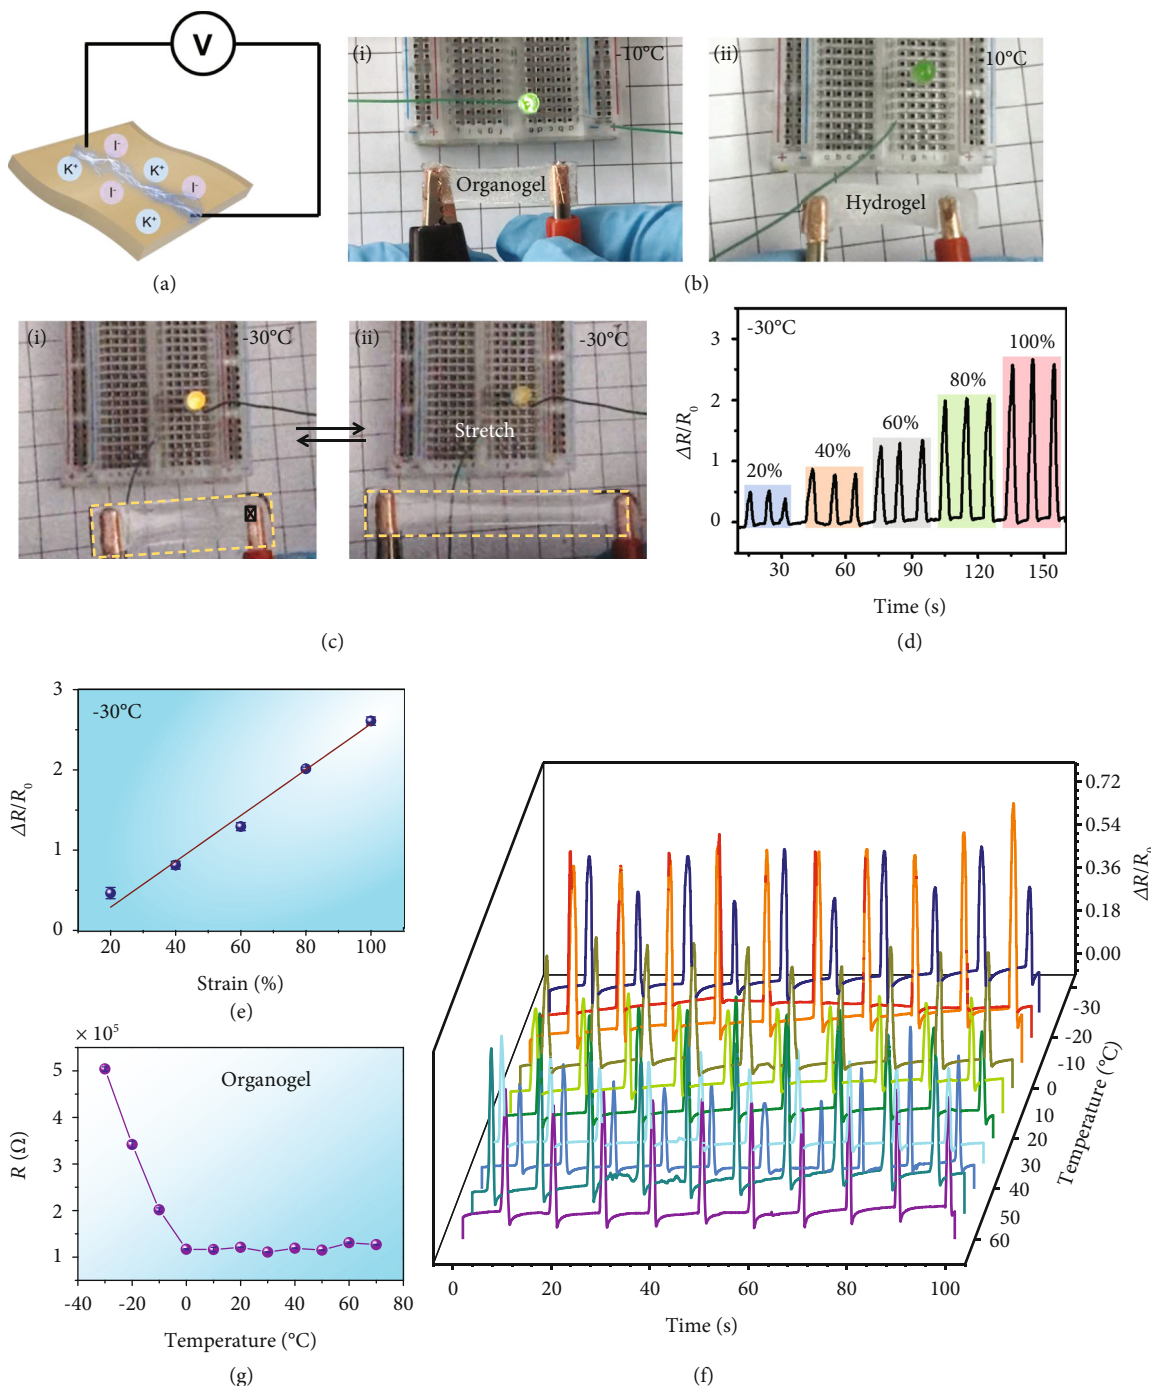 V
I⁻
K⁺
K⁺
I⁻
I⁻
K⁺
(a)
(i)
-10°C
Organogel
(ii)
10°C
Hydrogel
(b)
(i)
-30°C
(ii)
-30°C
Stretch
(c)
-30°C
20%
40%
60%
80%
100%
3
2
1
0
ΔR/R₀
30
60
90
120
150
Time (s)
(d)
-30°C
3
2
1
0
ΔR/R₀
20
40
60
80
100
Strain (%)
(e)
× 10⁵
Organogel
5
4
3
2
1
R (Ω)
-40
-20
0
20
40
60
80
Temperature (°C)
(g)
0.72
0.54
0.36
0.18
0.00
ΔR/R₀
-30
-20
-10
0
10
20
30
40
50
60
Temperature (°C)
0
20
40
60
80
100
Time (s)
(f)